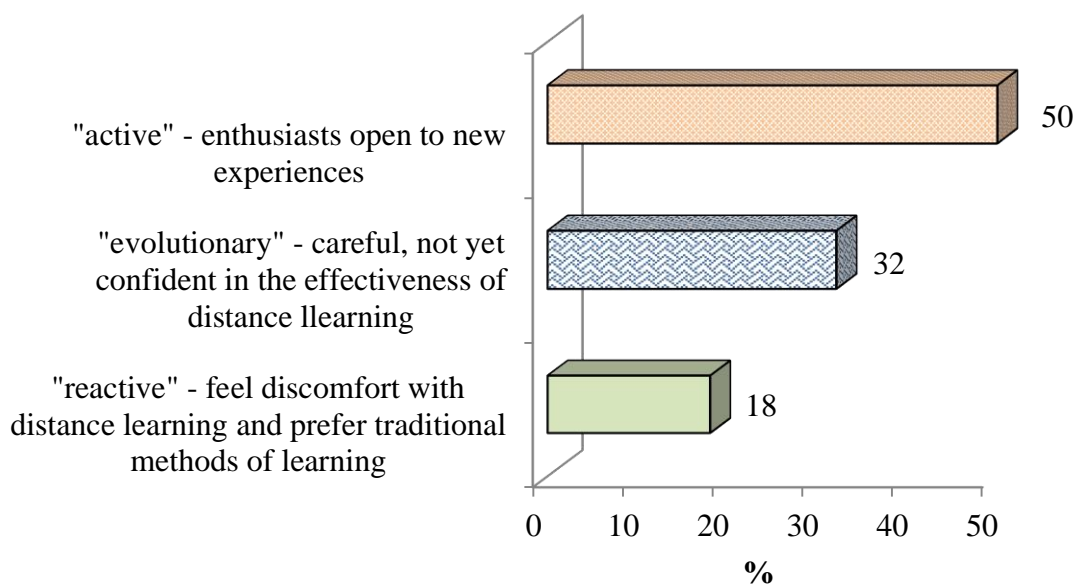 "active" - enthusiasts open to new
experiences
50
"evolutionary" - careful, not yet
confident in the effectiveness of
distance llearning
32
"reactive" - feel discomfort with
distance learning and prefer traditional
methods of learning
18
0 10 20 30 40 50
%